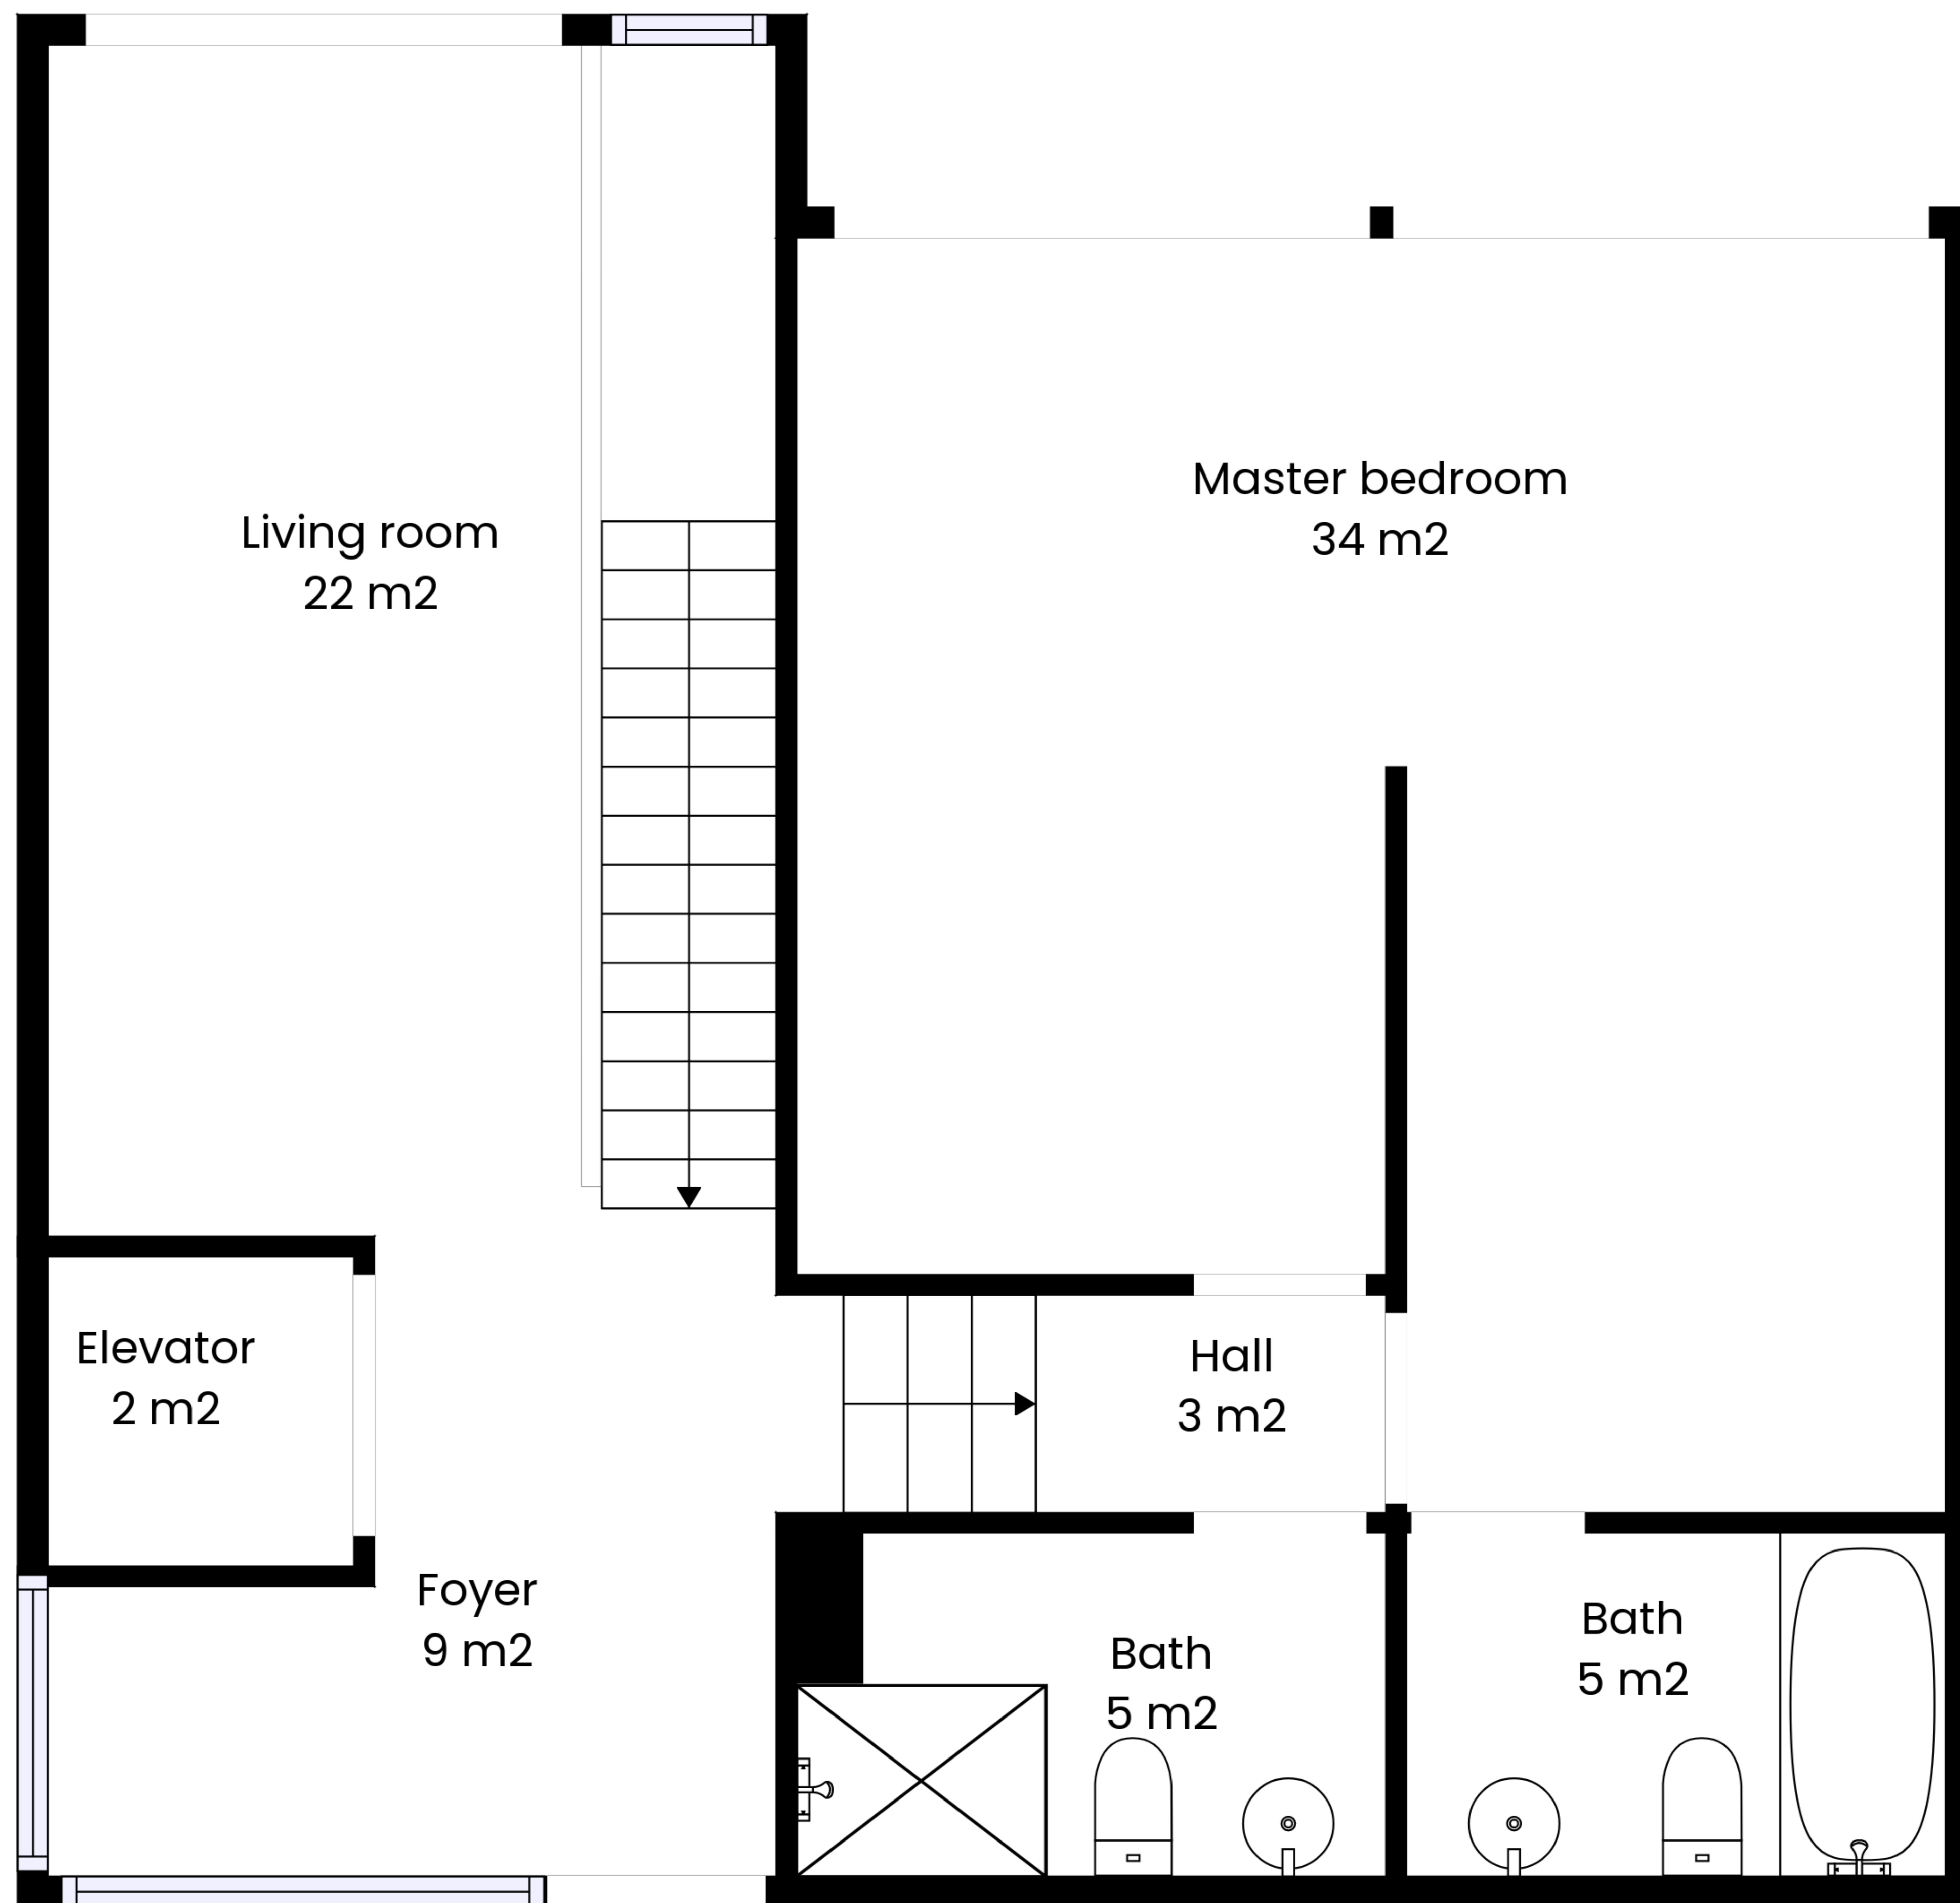 Living room
22 m2
Master bedroom
34 m2
Elevator
2 m2
Hall
3 m2
Foyer
9 m2
Bath
5 m2
Bath
5 m2